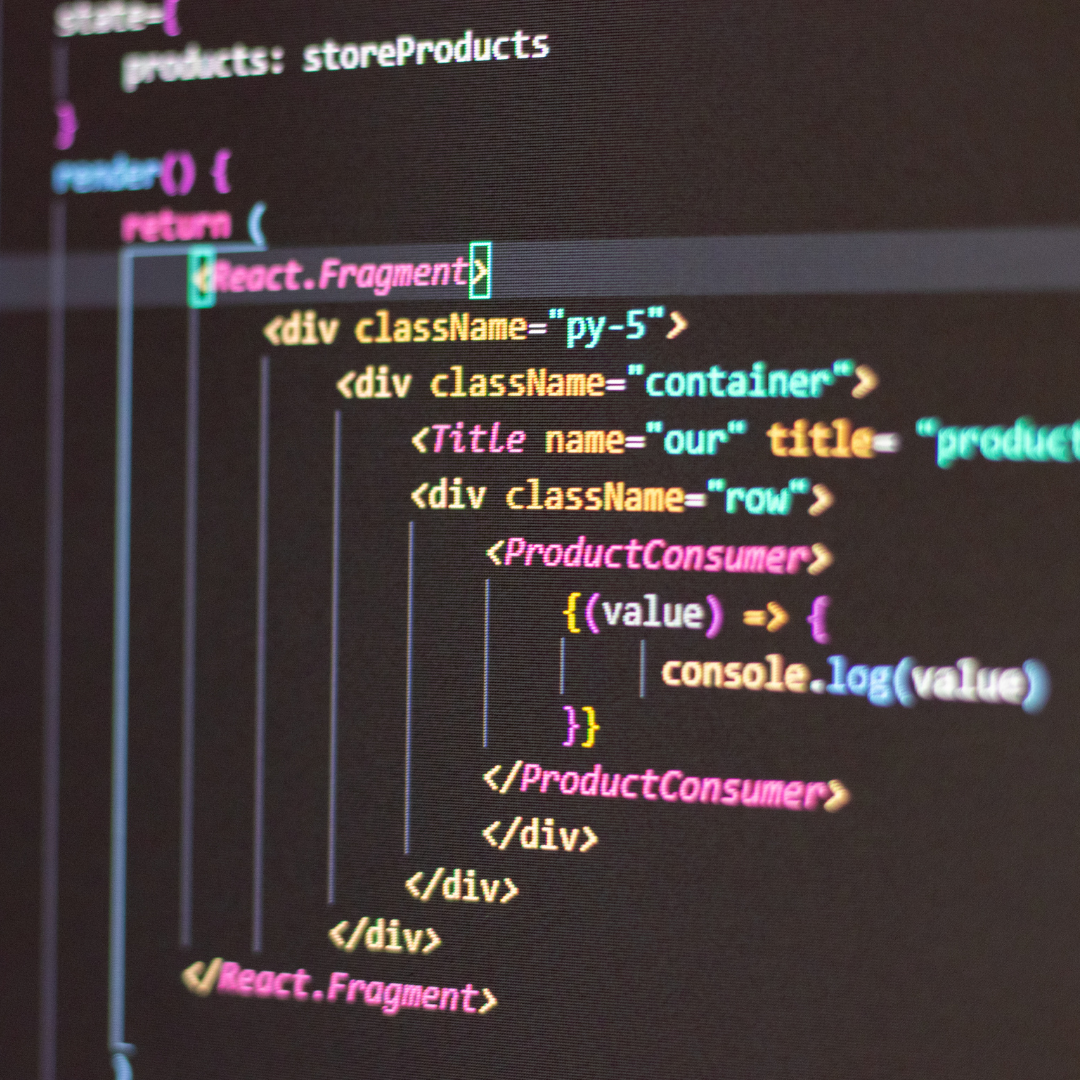 state={
products: storeProducts
}
render() {
return (
<React.Fragment>
<div className="py-5">
<div className="container">
<Title name="our" title= "product
<div className="row">
<ProductConsumer>
{(value) => {
console.log(value)
}}
</ProductConsumer>
</div>
</div>
</div>
</React.Fragment>
)